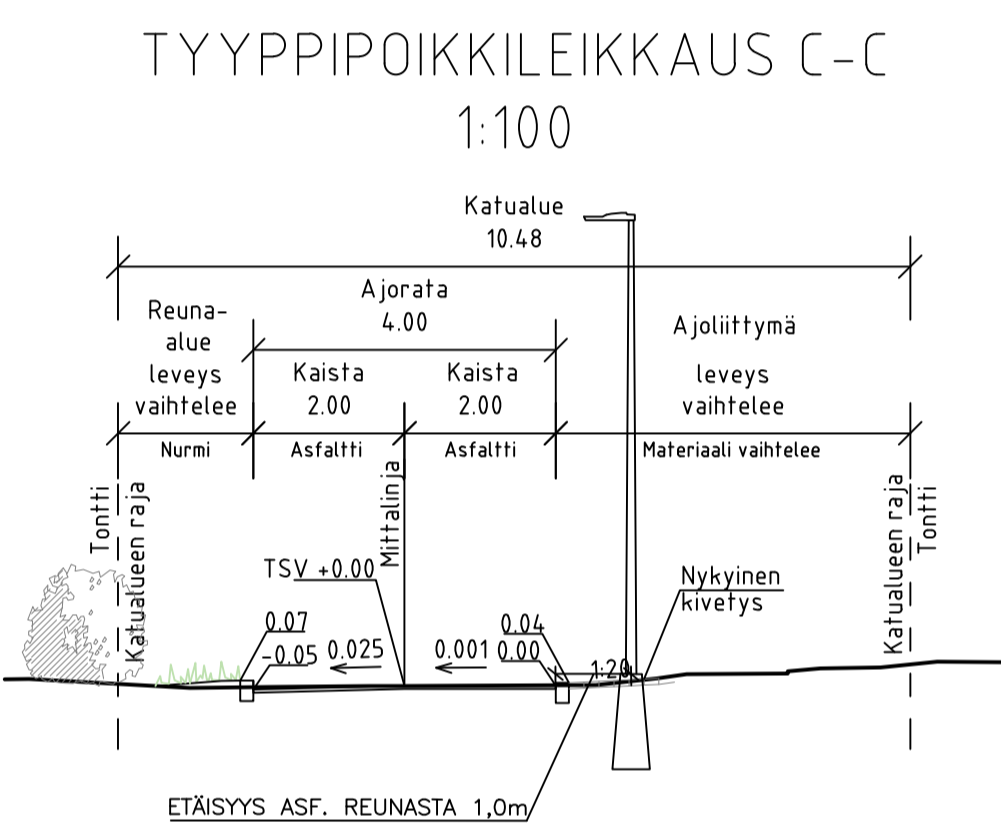 TYYPPIPOIKKILEIKKAUS C-C
1:100
Katualue
10.48
Ajorata
4.00
Reuna-
alue
leveys
vaihtelee
Kaista
2.00
Kaista
2.00
Ajoliittymä
leveys
vaihtelee
Nurmi
Asfaltti
Asfaltti
Materiaali vaihtelee
Tontti
Katualueen raja
Mittalinja
Katualueen raja
Tontti
TSV +0.00
Nykyinen
kivetys
0.07
-0.05
0.025
0.001
0.04
0.00
1:20
ETÄISYYS ASF. REUNASTA 1,0m